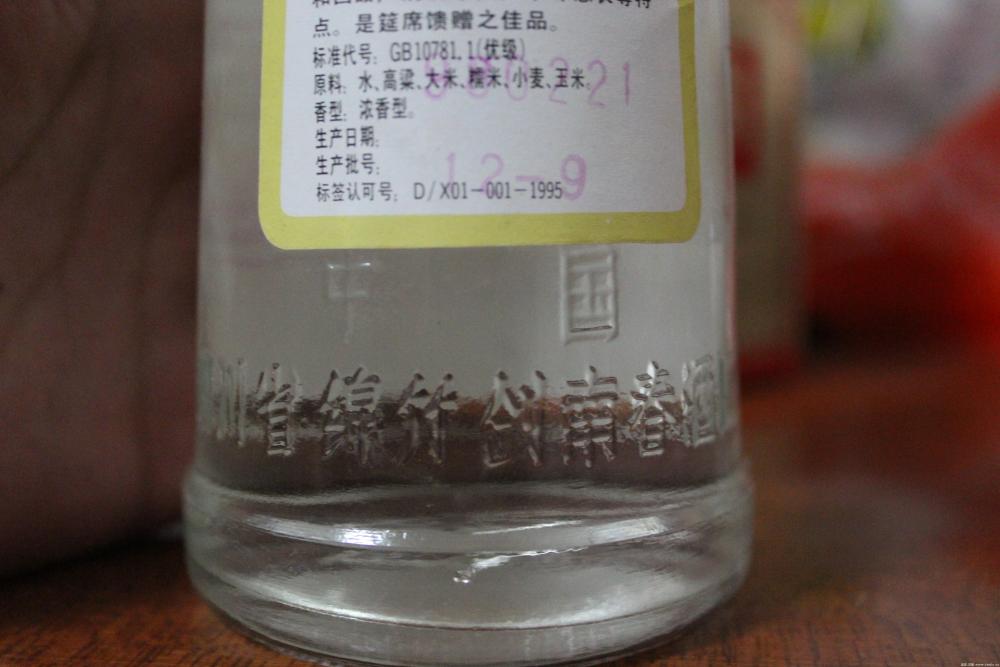 点。是筵席馈赠之佳品。
标准代号：GB10781.1(优级)
原料：水、高粱、大米、糯米、小麦、玉米。
香型：浓香型。
生产日期：
生产批号：12-9
标签认可号：D/X01-001-1995
中国
川省绵竹剑南春酒